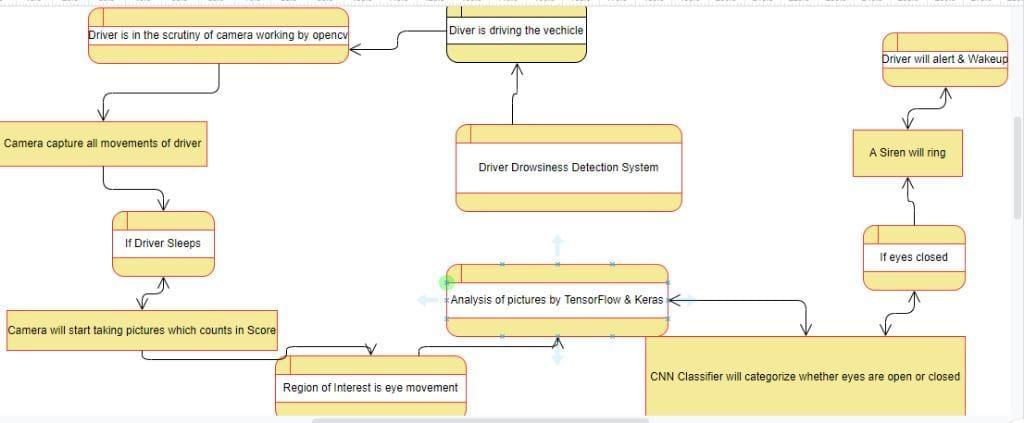 Driver is in the scrutiny of camera working by opencv
Diver is driving the vechicle
Driver will alert & Wakeup
Camera capture all movements of driver
A Siren will ring
Driver Drowsiness Detection System
If Driver Sleeps
If eyes closed
Analysis of pictures by TensorFlow & Keras
Camera will start taking pictures which counts in Score
CNN Classifier will categorize whether eyes are open or closed
Region of Interest is eye movement